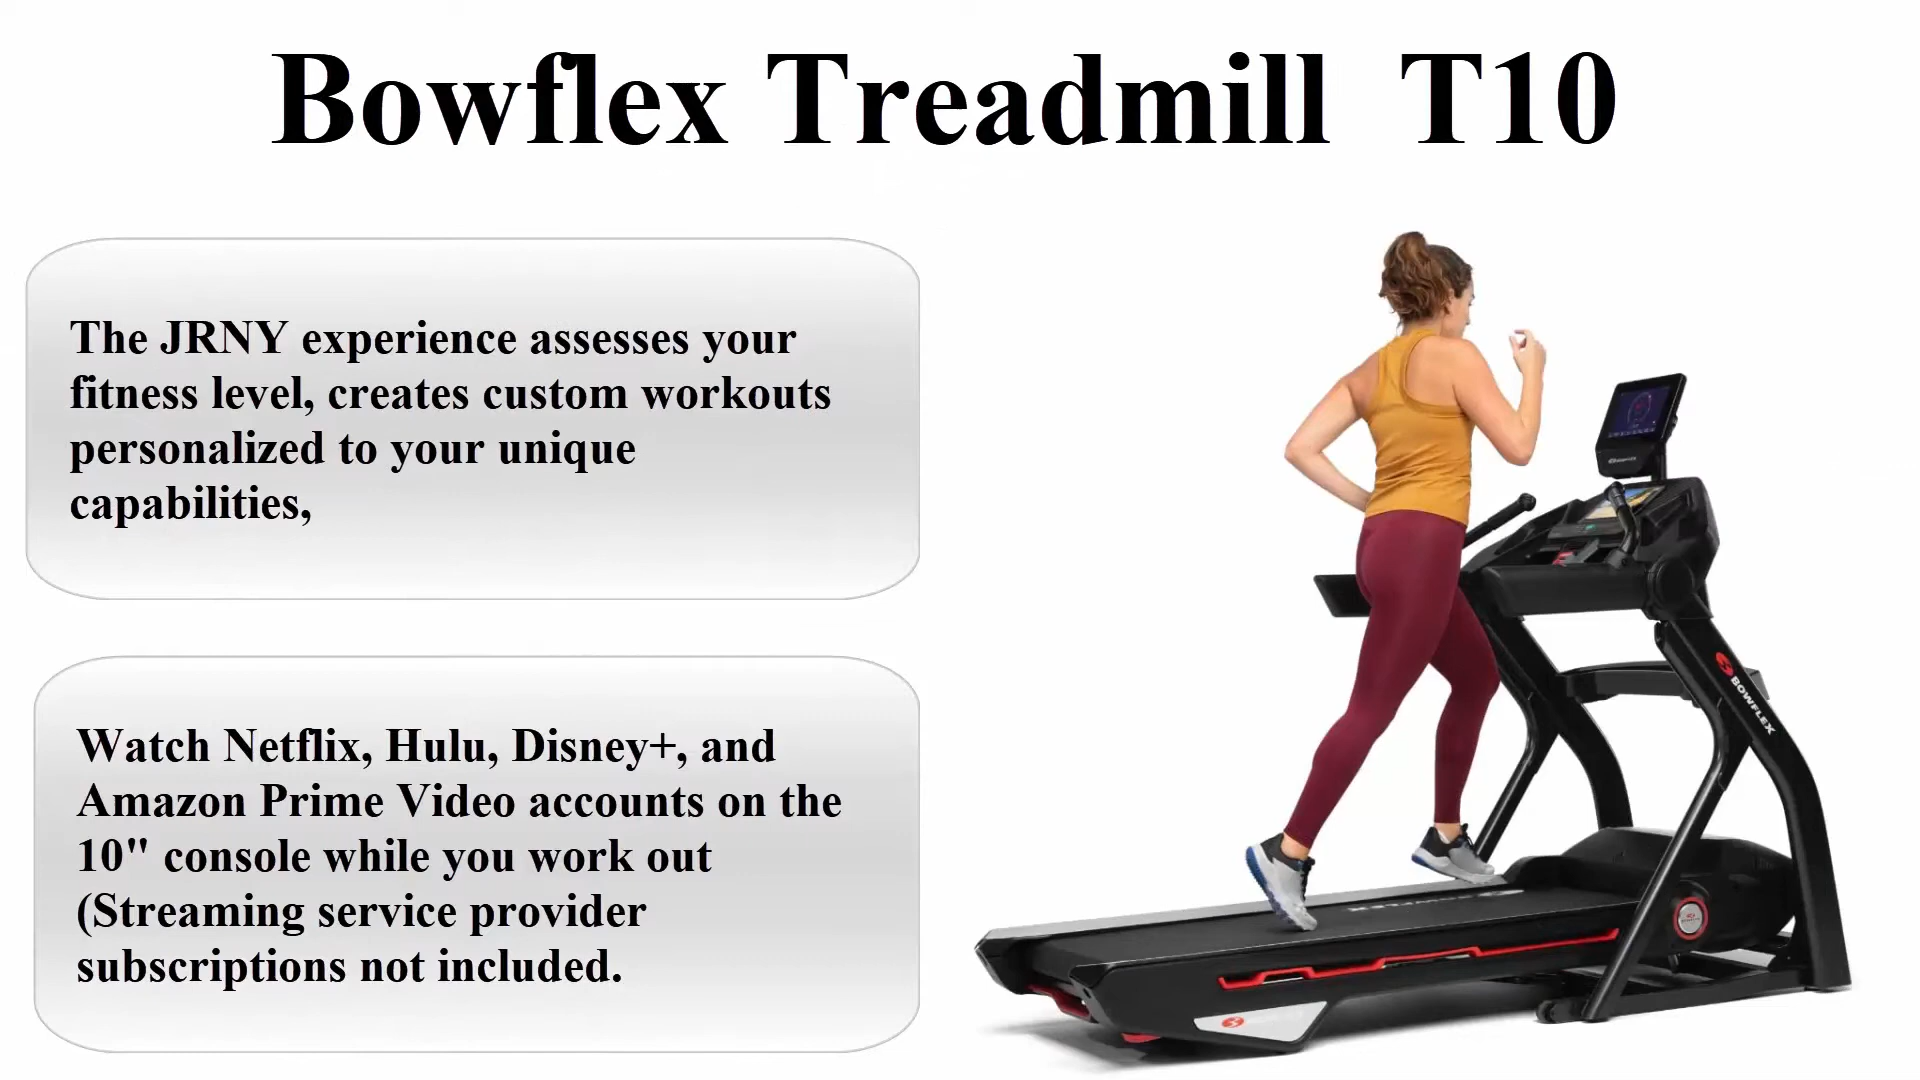 Bowflex Treadmill T10
The JRNY experience assesses your
fitness level, creates custom workouts
personalized to your unique
capabilities,
Watch Netflix, Hulu, Disney+, and
Amazon Prime Video accounts on the
10" console while you work out
(Streaming service provider
subscriptions not included.
BOWFLEX